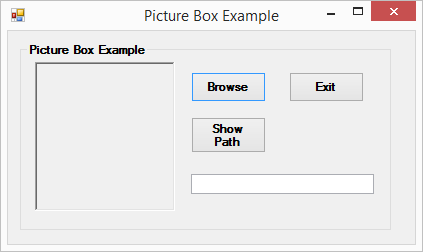 Picture Box Example
Picture Box Example
Browse
Exit
Show
Path